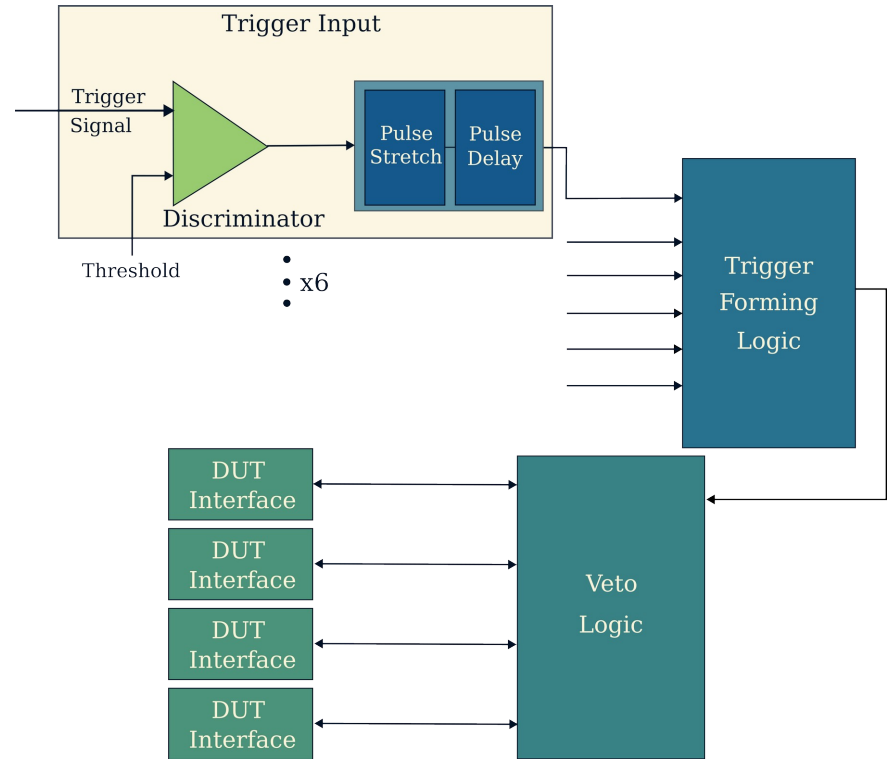 Trigger Input
Trigger
Signal
Pulse
Stretch
Pulse
Delay
Discriminator
Threshold
x6
Trigger
Forming
Logic
DUT
Interface
DUT
Interface
DUT
Interface
DUT
Interface
Veto
Logic